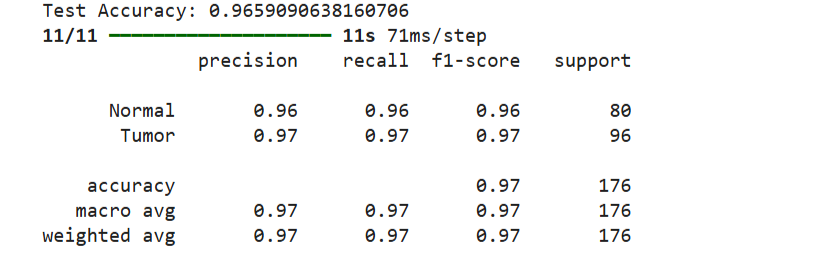 Test Accuracy: 0.9659090638160706
11/11 ━━━━━━━━━━━━━━━━━━━━ 11s 71ms/step
precision recall f1-score support
Normal 0.96 0.96 0.96 80
Tumor 0.97 0.97 0.97 96
accuracy 0.97 176
macro avg 0.97 0.97 0.97 176
weighted avg 0.97 0.97 0.97 176